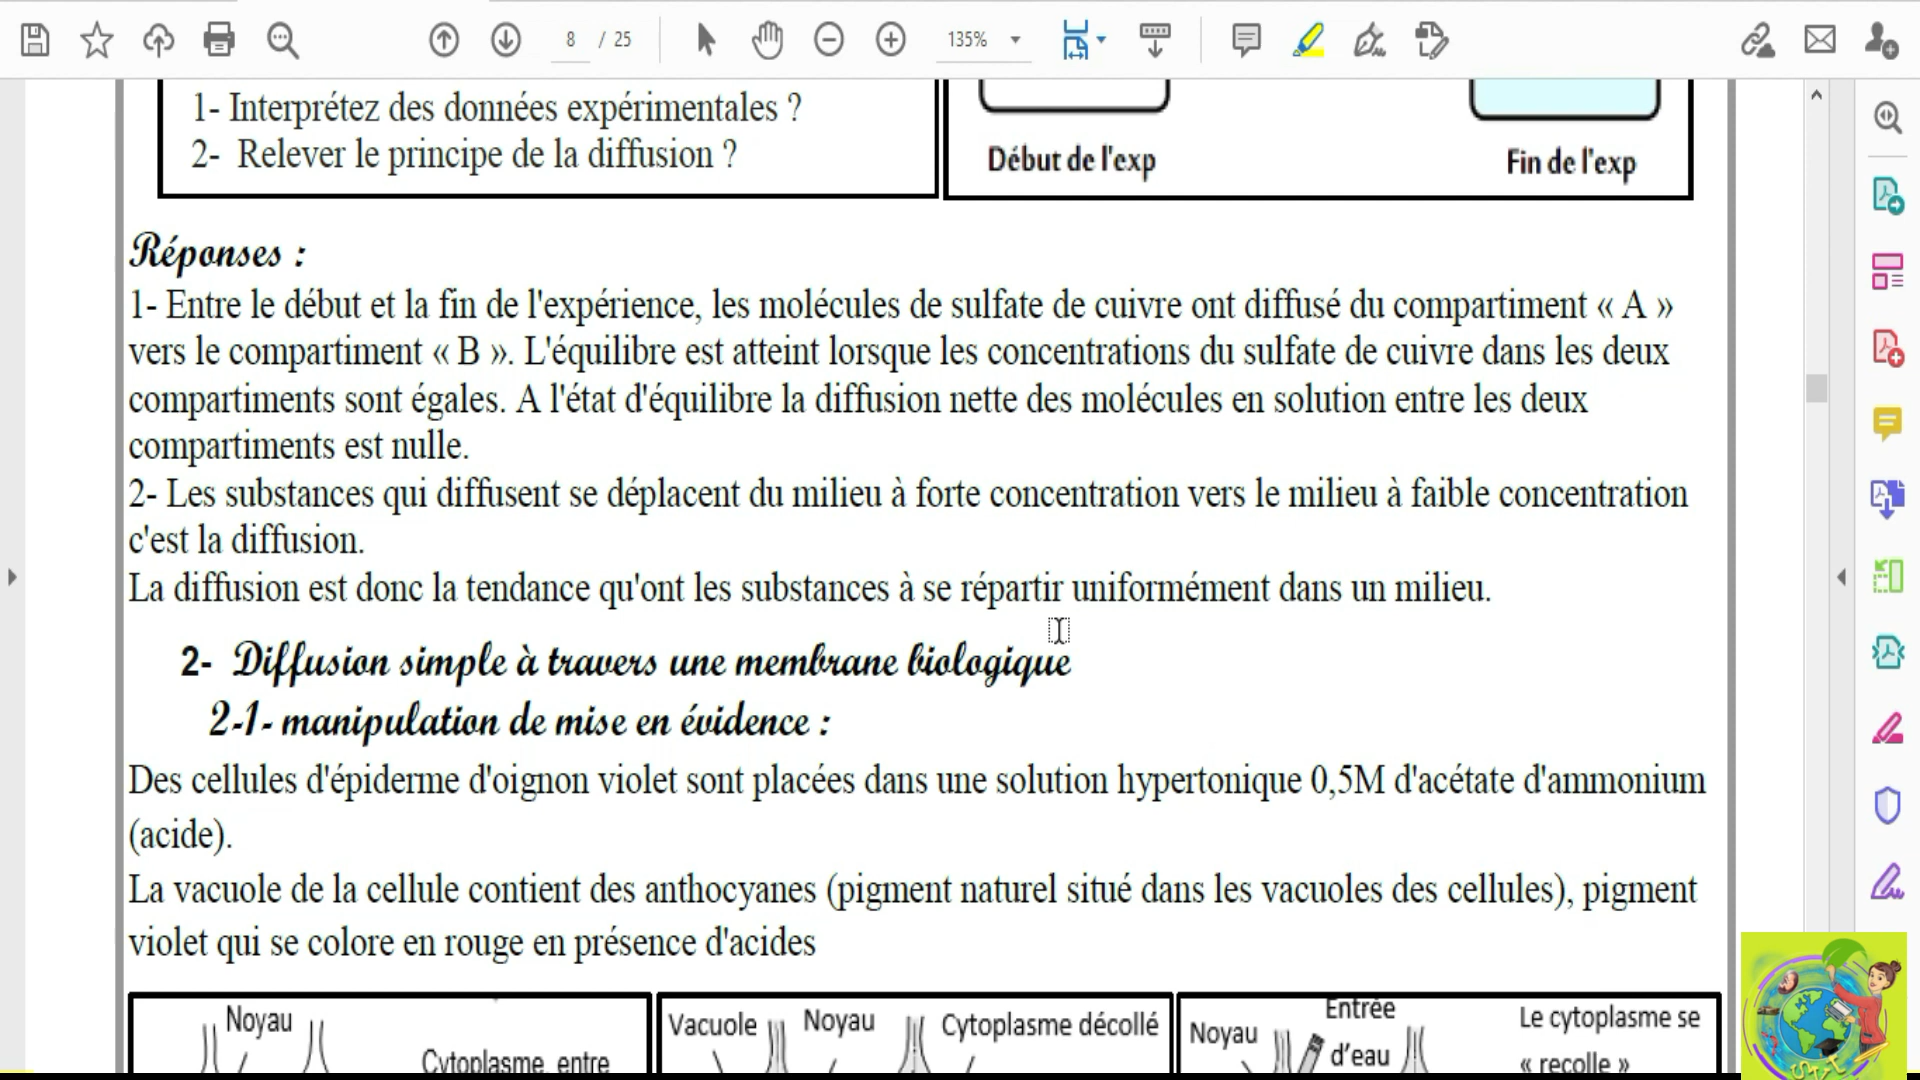 8 / 25
135%
1- Interprétez des données expérimentales ?
2- Relever le principe de la diffusion ?
Début de l'exp
Fin de l'exp
Réponses :
1- Entre le début et la fin de l'expérience, les molécules de sulfate de cuivre ont diffusé du compartiment « A »
vers le compartiment « B ». L'équilibre est atteint lorsque les concentrations du sulfate de cuivre dans les deux
compartiments sont égales. A l'état d'équilibre la diffusion nette des molécules en solution entre les deux
compartiments est nulle.
2- Les substances qui diffusent se déplacent du milieu à forte concentration vers le milieu à faible concentration
c'est la diffusion.
La diffusion est donc la tendance qu'ont les substances à se répartir uniformément dans un milieu.
2- Diffusion simple à travers une membrane biologique
2-1- manipulation de mise en évidence :
Des cellules d'épiderme d'oignon violet sont placées dans une solution hypertonique 0,5M d'acétate d'ammonium
(acide).
La vacuole de la cellule contient des anthocyanes (pigment naturel situé dans les vacuoles des cellules), pigment
violet qui se colore en rouge en présence d'acides
Noyau
Cytoplasme, entre
Vacuole
Noyau
Cytoplasme décollé
Noyau
Entrée
d'eau
Le cytoplasme se
« recolle »
SVT